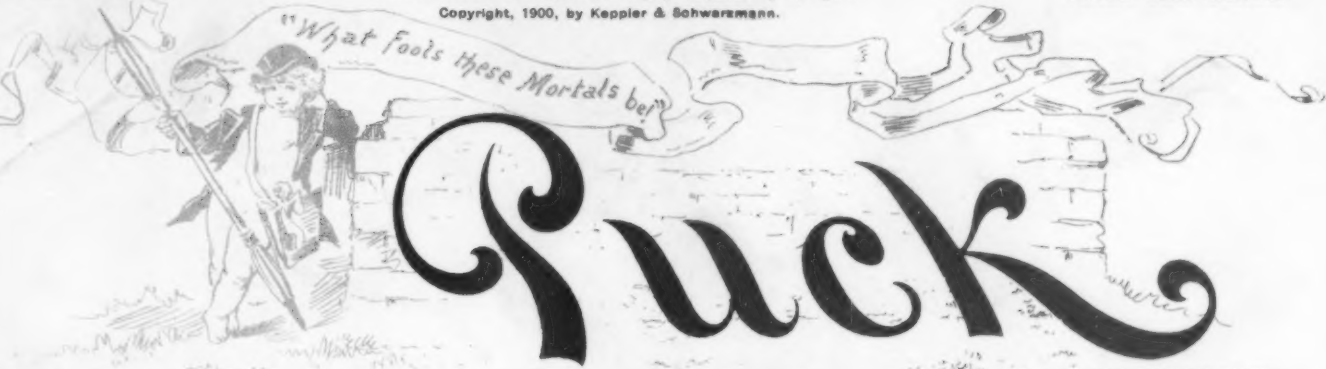 Copyright, 1900, by Keppler & Schwarzmann.
"What Fools these Mortals be!"
Puck